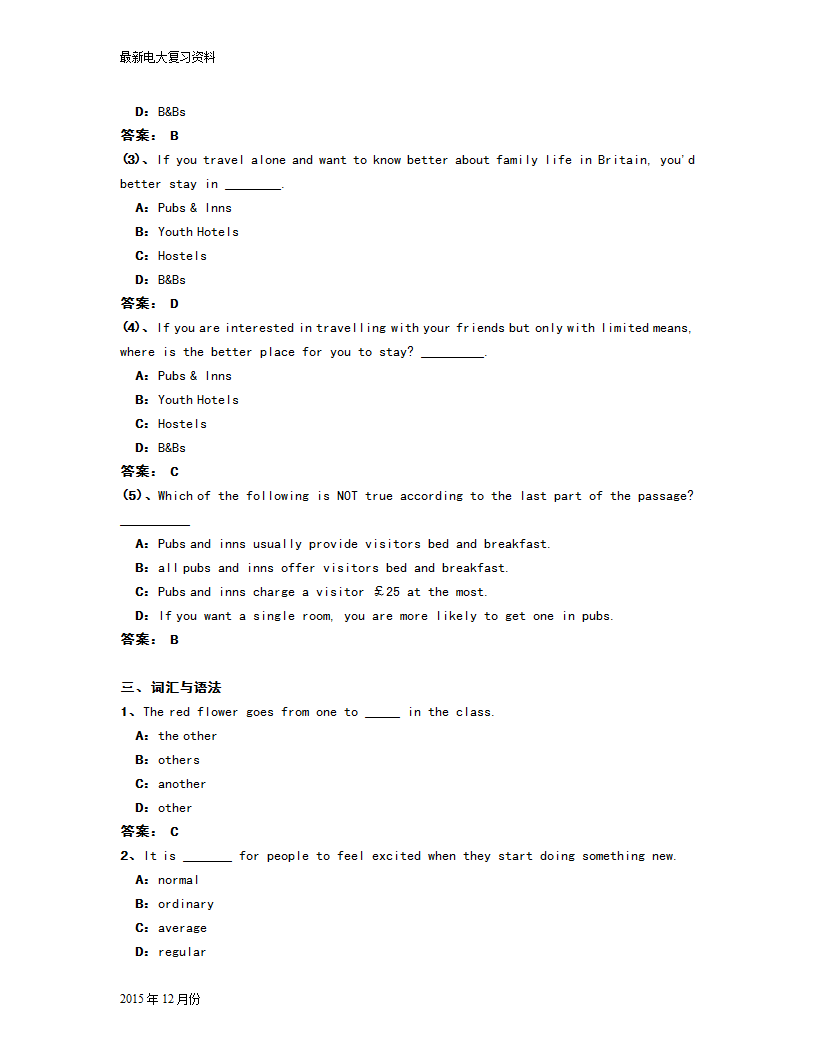 最新电大复习资料
D：B&Bs
答案： B
(3)、If you travel alone and want to know better about family life in Britain, you'd
better stay in ________.
A：Pubs & Inns
B：Youth Hotels
C：Hostels
D：B&Bs
答案： D
(4)、If you are interested in travelling with your friends but only with limited means,
where is the better place for you to stay? _________.
A：Pubs & Inns
B：Youth Hotels
C：Hostels
D：B&Bs
答案： C
(5)、Which of the following is NOT true according to the last part of the passage?
__________
A：Pubs and inns usually provide visitors bed and breakfast.
B：all pubs and inns offer visitors bed and breakfast.
C：Pubs and inns charge a visitor ￡25 at the most.
D：If you want a single room, you are more likely to get one in pubs.
答案： B
三、词汇与语法
1、The red flower goes from one to _____ in the class.
A：the other
B：others
C：another
D：other
答案： C
2、It is _______ for people to feel excited when they start doing something new.
A：normal
B：ordinary
C：average
D：regular
2015 年 12 月份